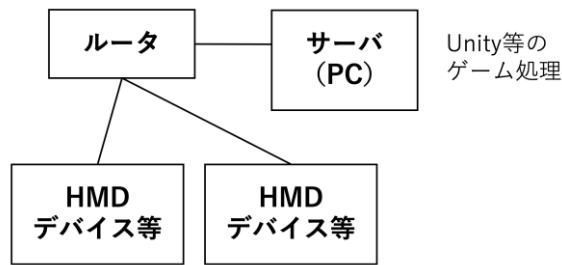 ルータ
サーバ
（PC）
Unity等の
ゲーム処理
HMD
デバイス等
HMD
デバイス等